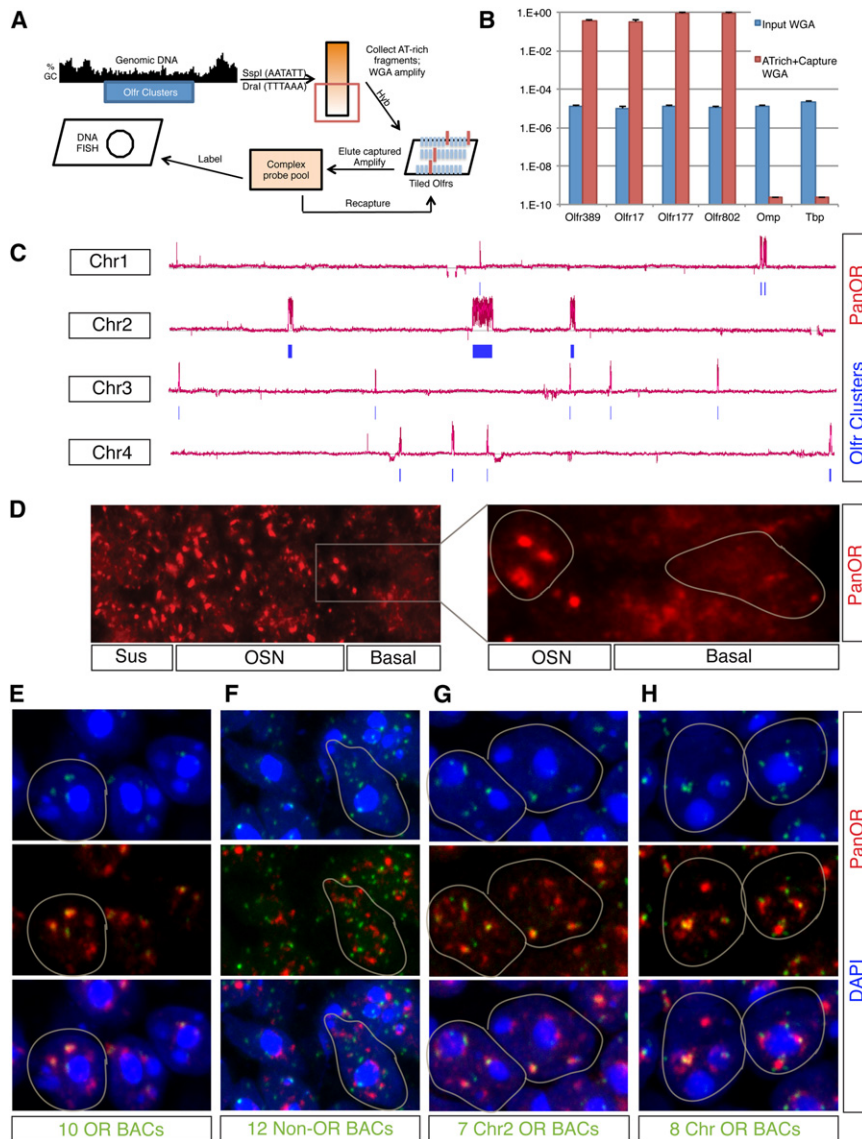 A
%
GC
Genomic DNA
Olfr Clusters
SspI (AATATT)
DraI (TTTAAA)
Collect AT-rich
fragments;
WGA amplify
Hyb
Tiled Olfrs
Elute captured
Amplify
Complex
probe pool
Recapture
Label
DNA
FISH
B
1.E+00
1.E-02
1.E-04
1.E-06
1.E-08
1.E-10
Input WGA
ATrich+Capture
WGA
Olfr389 Olfr17 Olfr177 Olfr802 Omp Tbp
C
Chr1
Chr2
Chr3
Chr4
PanOR
Olfr Clusters
D
Sus OSN Basal
OSN Basal
PanOR
E F G H
PanOR
DAPI
10 OR BACs
12 Non-OR BACs
7 Chr2 OR BACs
8 Chr OR BACs